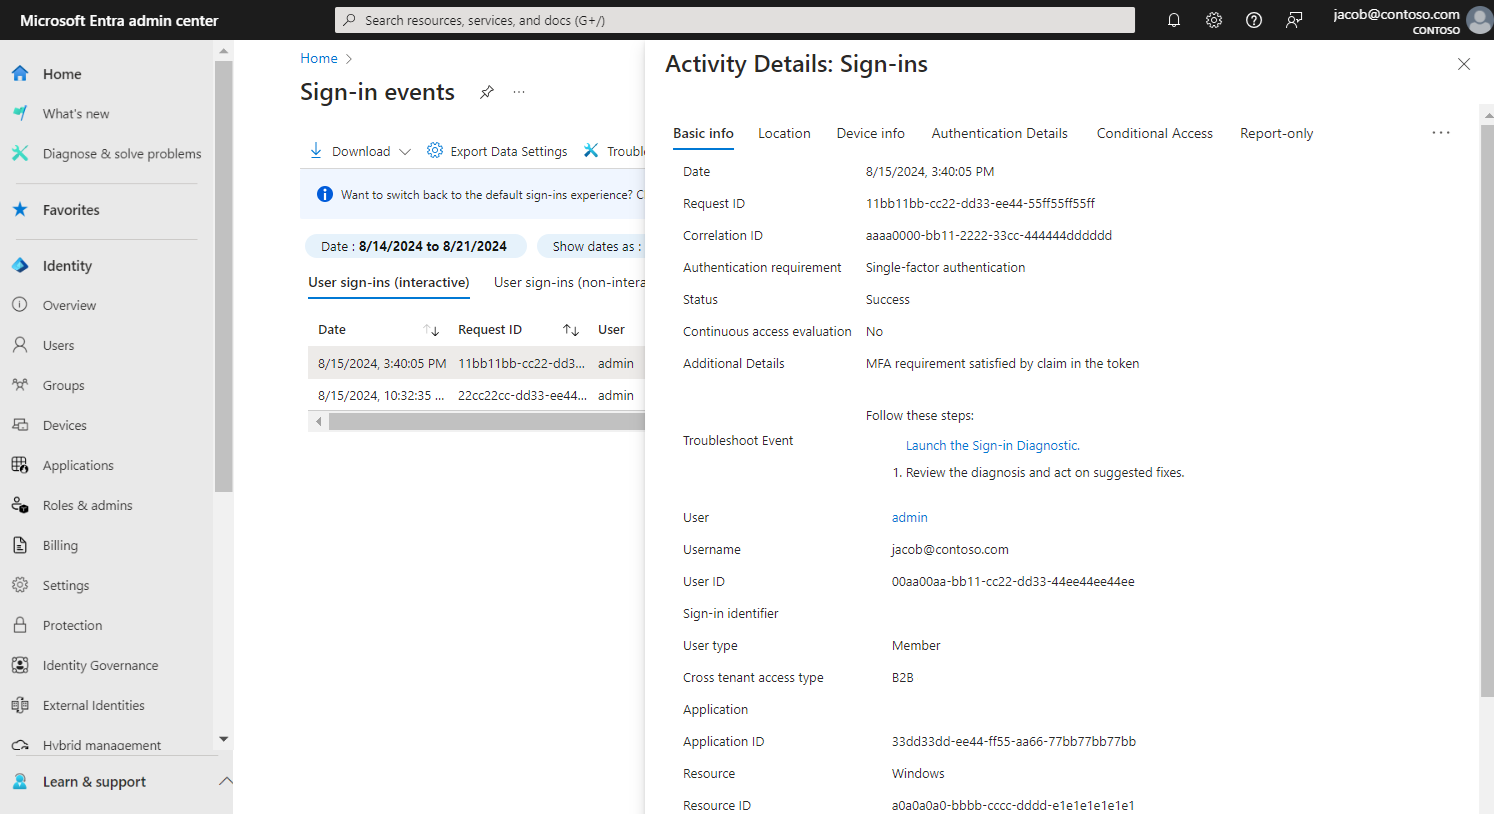 Microsoft Entra admin center
Search resources, services, and docs (G+/)
jacob@contoso.com
CONTOSO
Home
What's new
Diagnose & solve problems
Favorites
Identity
Overview
Users
Groups
Devices
Applications
Roles & admins
Billing
Settings
Protection
Identity Governance
External Identities
Hybrid management
Learn & support
Home
Sign-in events
Download
Export Data Settings
Troubl
Want to switch back to the default sign-ins experience? Cl
Date : 8/14/2024 to 8/21/2024
Show dates as :
User sign-ins (interactive)
User sign-ins (non-intera
Date Request ID User
8/15/2024, 3:40:05 PM 11bb11bb-cc22-dd3... admin
8/15/2024, 10:32:35 ... 22cc22cc-dd33-ee44... admin
Activity Details: Sign-ins
Basic info Location Device info Authentication Details Conditional Access Report-only
Date 8/15/2024, 3:40:05 PM
Request ID 11bb11bb-cc22-dd33-ee44-55ff55ff55ff
Correlation ID aaaa0000-bb11-2222-33cc-444444dddddd
Authentication requirement Single-factor authentication
Status Success
Continuous access evaluation No
Additional Details MFA requirement satisfied by claim in the token
Follow these steps:
Troubleshoot Event
Launch the Sign-in Diagnostic.
1. Review the diagnosis and act on suggested fixes.
User admin
Username jacob@contoso.com
User ID 00aa00aa-bb11-cc22-dd33-44ee44ee44ee
Sign-in identifier
User type Member
Cross tenant access type B2B
Application
Application ID 33dd33dd-ee44-ff55-aa66-77bb77bb77bb
Resource Windows
Resource ID a0a0a0a0-bbbb-cccc-dddd-e1e1e1e1e1e1